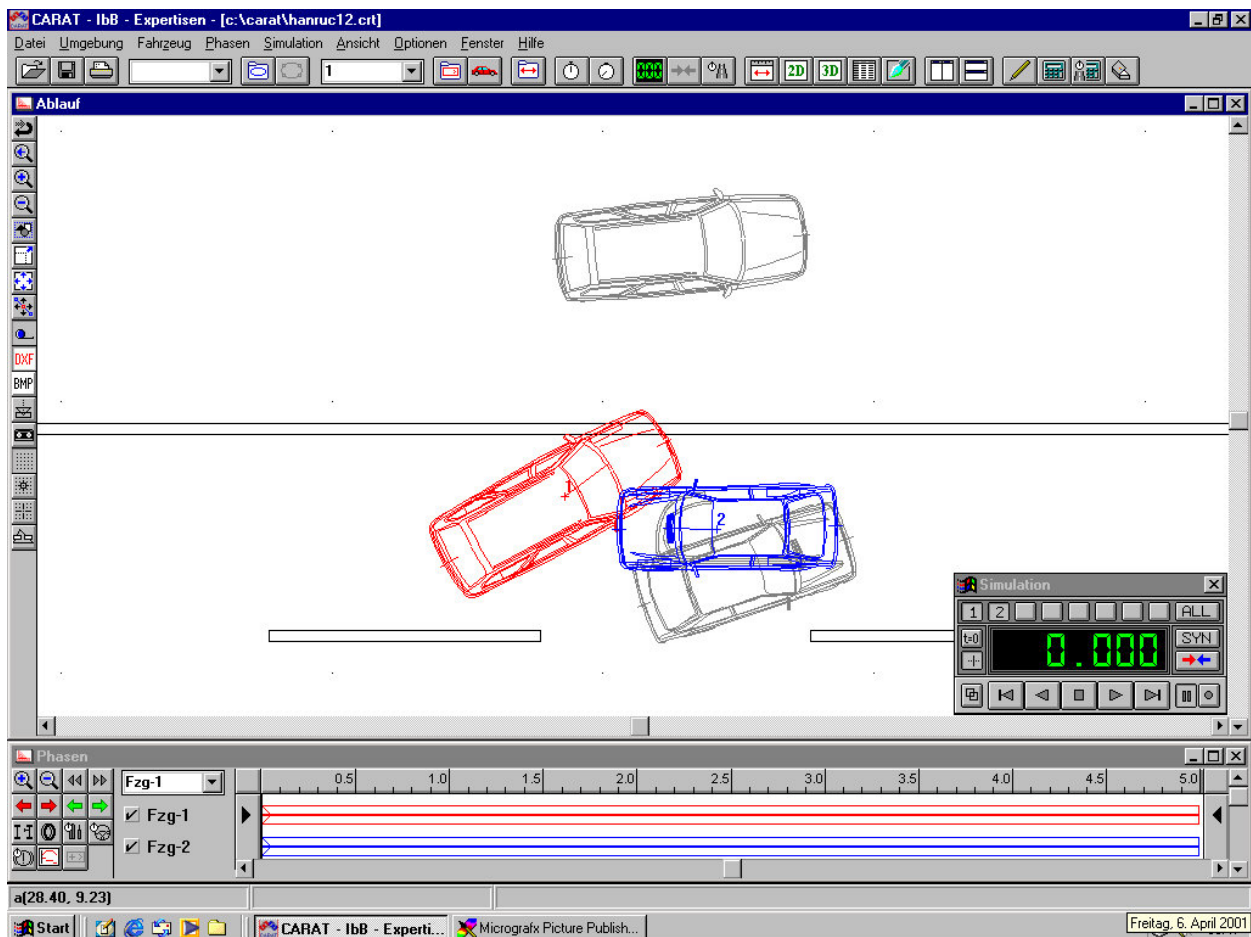 CARAT - IbB - Expertisen - [c:\carat\hanruc12.crt]
Datei Umgebung Fahrzeug Phasen Simulation Ansicht Optionen Fenster Hilfe
1 000 2D 3D
Ablauf
DXF
BMP
1
2
Simulation
1 2 ALL
t=0 0.000 SYN
Phasen
Fzg-1 0.5 1.0 1.5 2.0 2.5 3.0 3.5 4.0 4.5 5.0
Fzg-1
Fzg-2
a(28.40, 9.23)
Start CARAT - IbB - Experti... Micrografx Picture Publish... Freitag, 6. April 2001